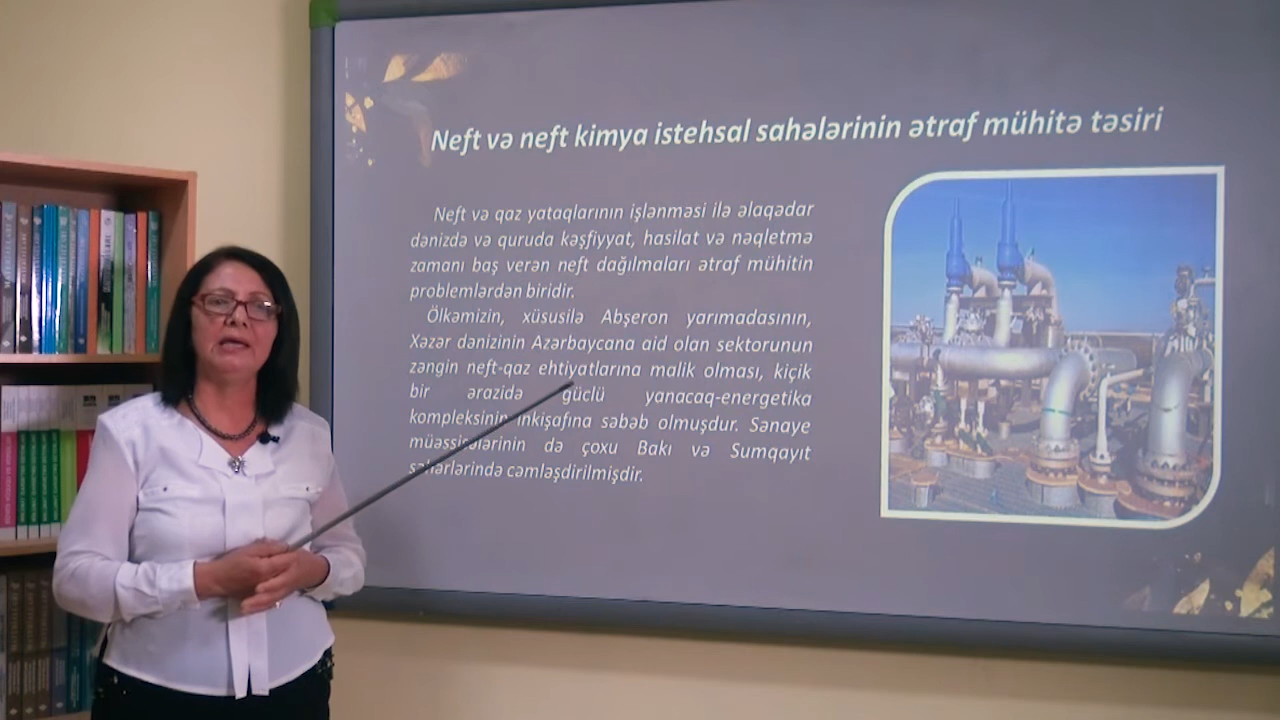 Neft və neft kimya istehsal sahələrinin ətraf mühitə təsiri
Neft və qaz yataqlarının işlənməsi ilə əlaqədar
dənizdə və quruda kəşfiyyat, hasilat və nəqletmə
zamanı baş verən neft dağılmaları ətraf mühitin
problemlərdən biridir.
Ölkəmizin, xüsusilə Abşeron yarımadasının,
Xəzər dənizinin Azərbaycana aid olan sektorunun
zəngin neft-qaz ehtiyatlarına malik olması, kiçik
bir ərazidə güclü yanacaq-energetika
kompleksinin inkişafına səbəb olmuşdur. Sənaye
müəssisələrinin də çoxu Bakı və Sumqayıt
şəhərlərində cəmləşdirilmişdir.